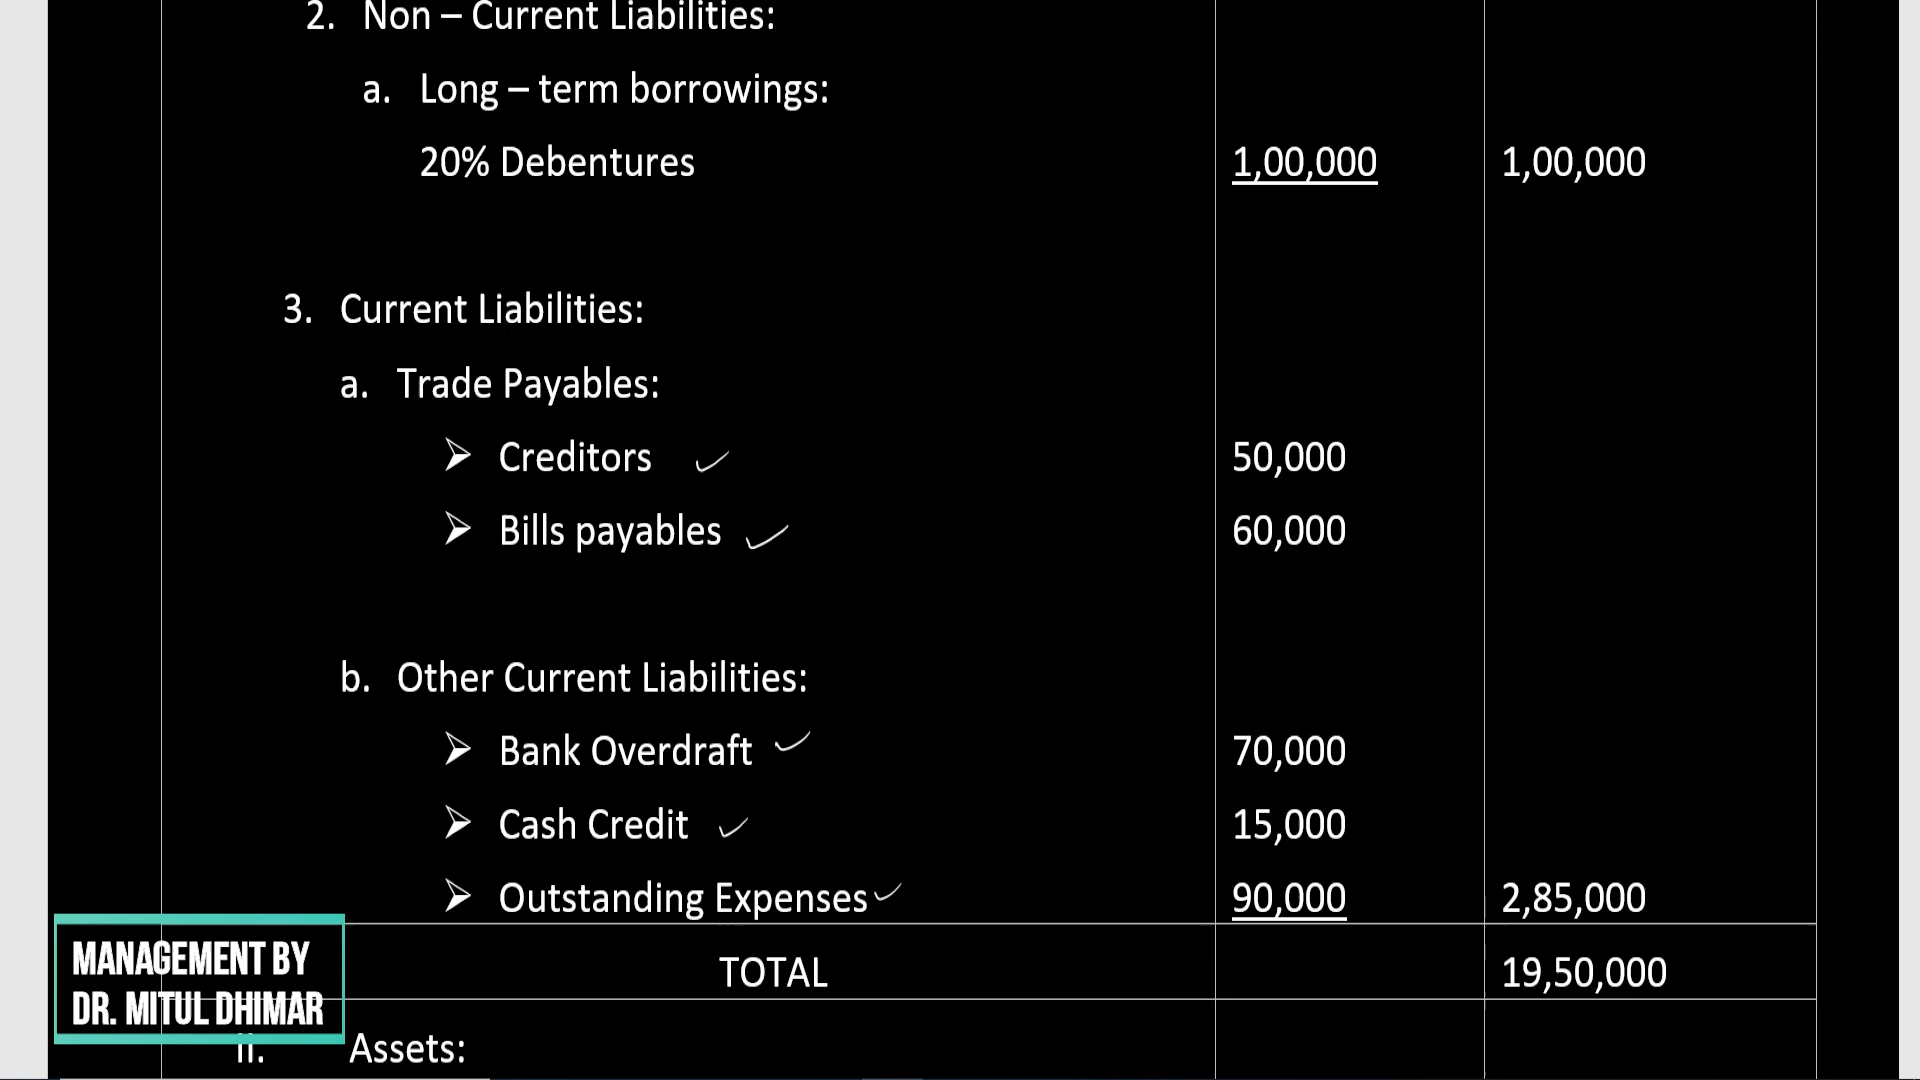 2. Non – Current Liabilities:
a. Long – term borrowings:
20% Debentures 1,00,000 1,00,000
3. Current Liabilities:
a. Trade Payables:
➢ Creditors ✓ 50,000
➢ Bills payables ✓ 60,000
b. Other Current Liabilities:
➢ Bank Overdraft ✓ 70,000
➢ Cash Credit ✓ 15,000
➢ Outstanding Expenses ✓ 90,000 2,85,000
TOTAL 19,50,000
MANAGEMENT BY
DR. MITUL DHIMAR
II. Assets: